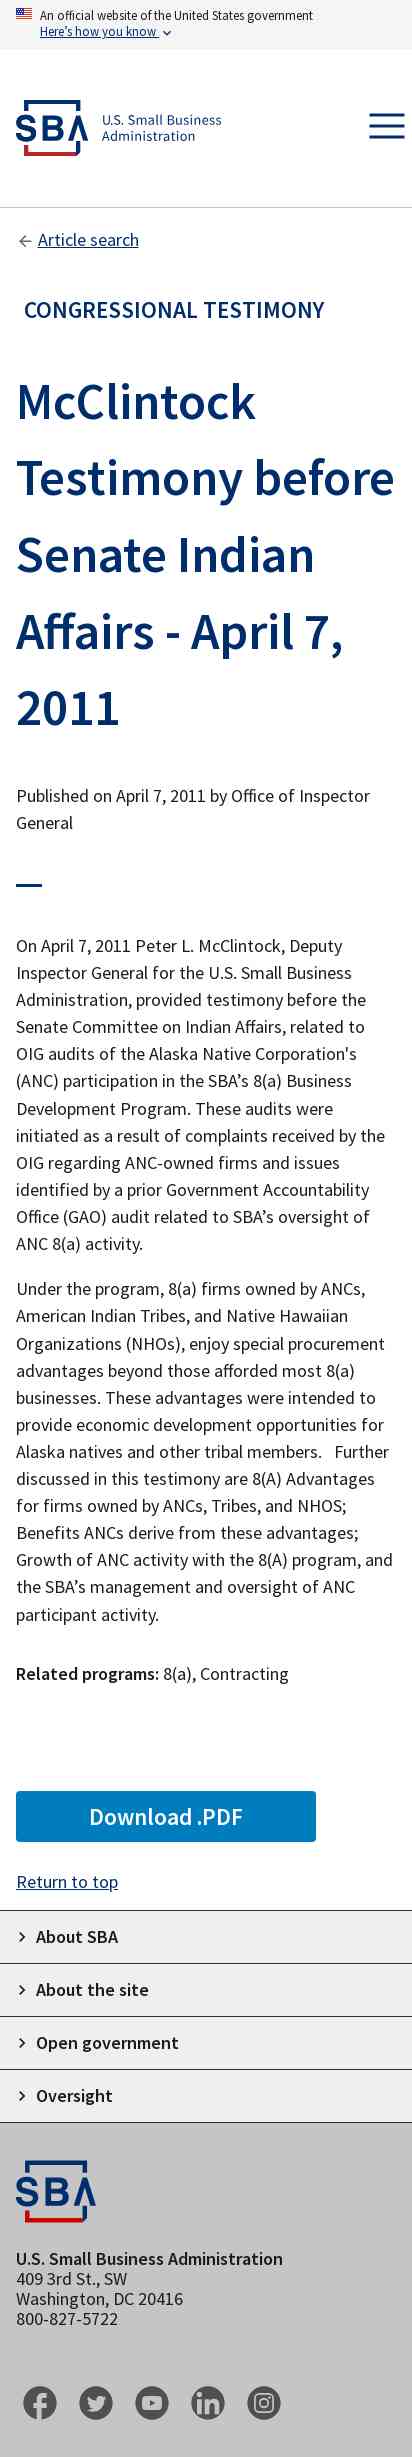 An official website of the United States government
Here’s how you know
SBA
U.S. Small Business
Administration
Article search
CONGRESSIONAL TESTIMONY
McClintock
Testimony before
Senate Indian
Affairs - April 7,
2011
Published on April 7, 2011 by Office of Inspector
General
On April 7, 2011 Peter L. McClintock, Deputy
Inspector General for the U.S. Small Business
Administration, provided testimony before the
Senate Committee on Indian Affairs, related to
OIG audits of the Alaska Native Corporation's
(ANC) participation in the SBA’s 8(a) Business
Development Program. These audits were
initiated as a result of complaints received by the
OIG regarding ANC-owned firms and issues
identified by a prior Government Accountability
Office (GAO) audit related to SBA’s oversight of
ANC 8(a) activity.
Under the program, 8(a) firms owned by ANCs,
American Indian Tribes, and Native Hawaiian
Organizations (NHOs), enjoy special procurement
advantages beyond those afforded most 8(a)
businesses. These advantages were intended to
provide economic development opportunities for
Alaska natives and other tribal members.   Further
discussed in this testimony are 8(A) Advantages
for firms owned by ANCs, Tribes, and NHOS;
Benefits ANCs derive from these advantages;
Growth of ANC activity with the 8(A) program, and
the SBA’s management and oversight of ANC
participant activity.
Related programs: 8(a), Contracting
Download .PDF
Return to top
About SBA
About the site
Open government
Oversight
SBA
U.S. Small Business Administration
409 3rd St., SW
Washington, DC 20416
800-827-5722